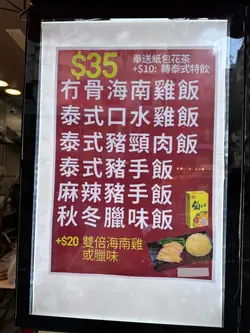 $35
奉送紙包花茶
+$10: 轉泰式特飲
冇骨海南雞飯
泰式口水雞飯
泰式豬頸肉飯
泰式豬手飯
麻辣豬手飯
秋冬臘味飯
+$20 雙倍海南雞
或臘味